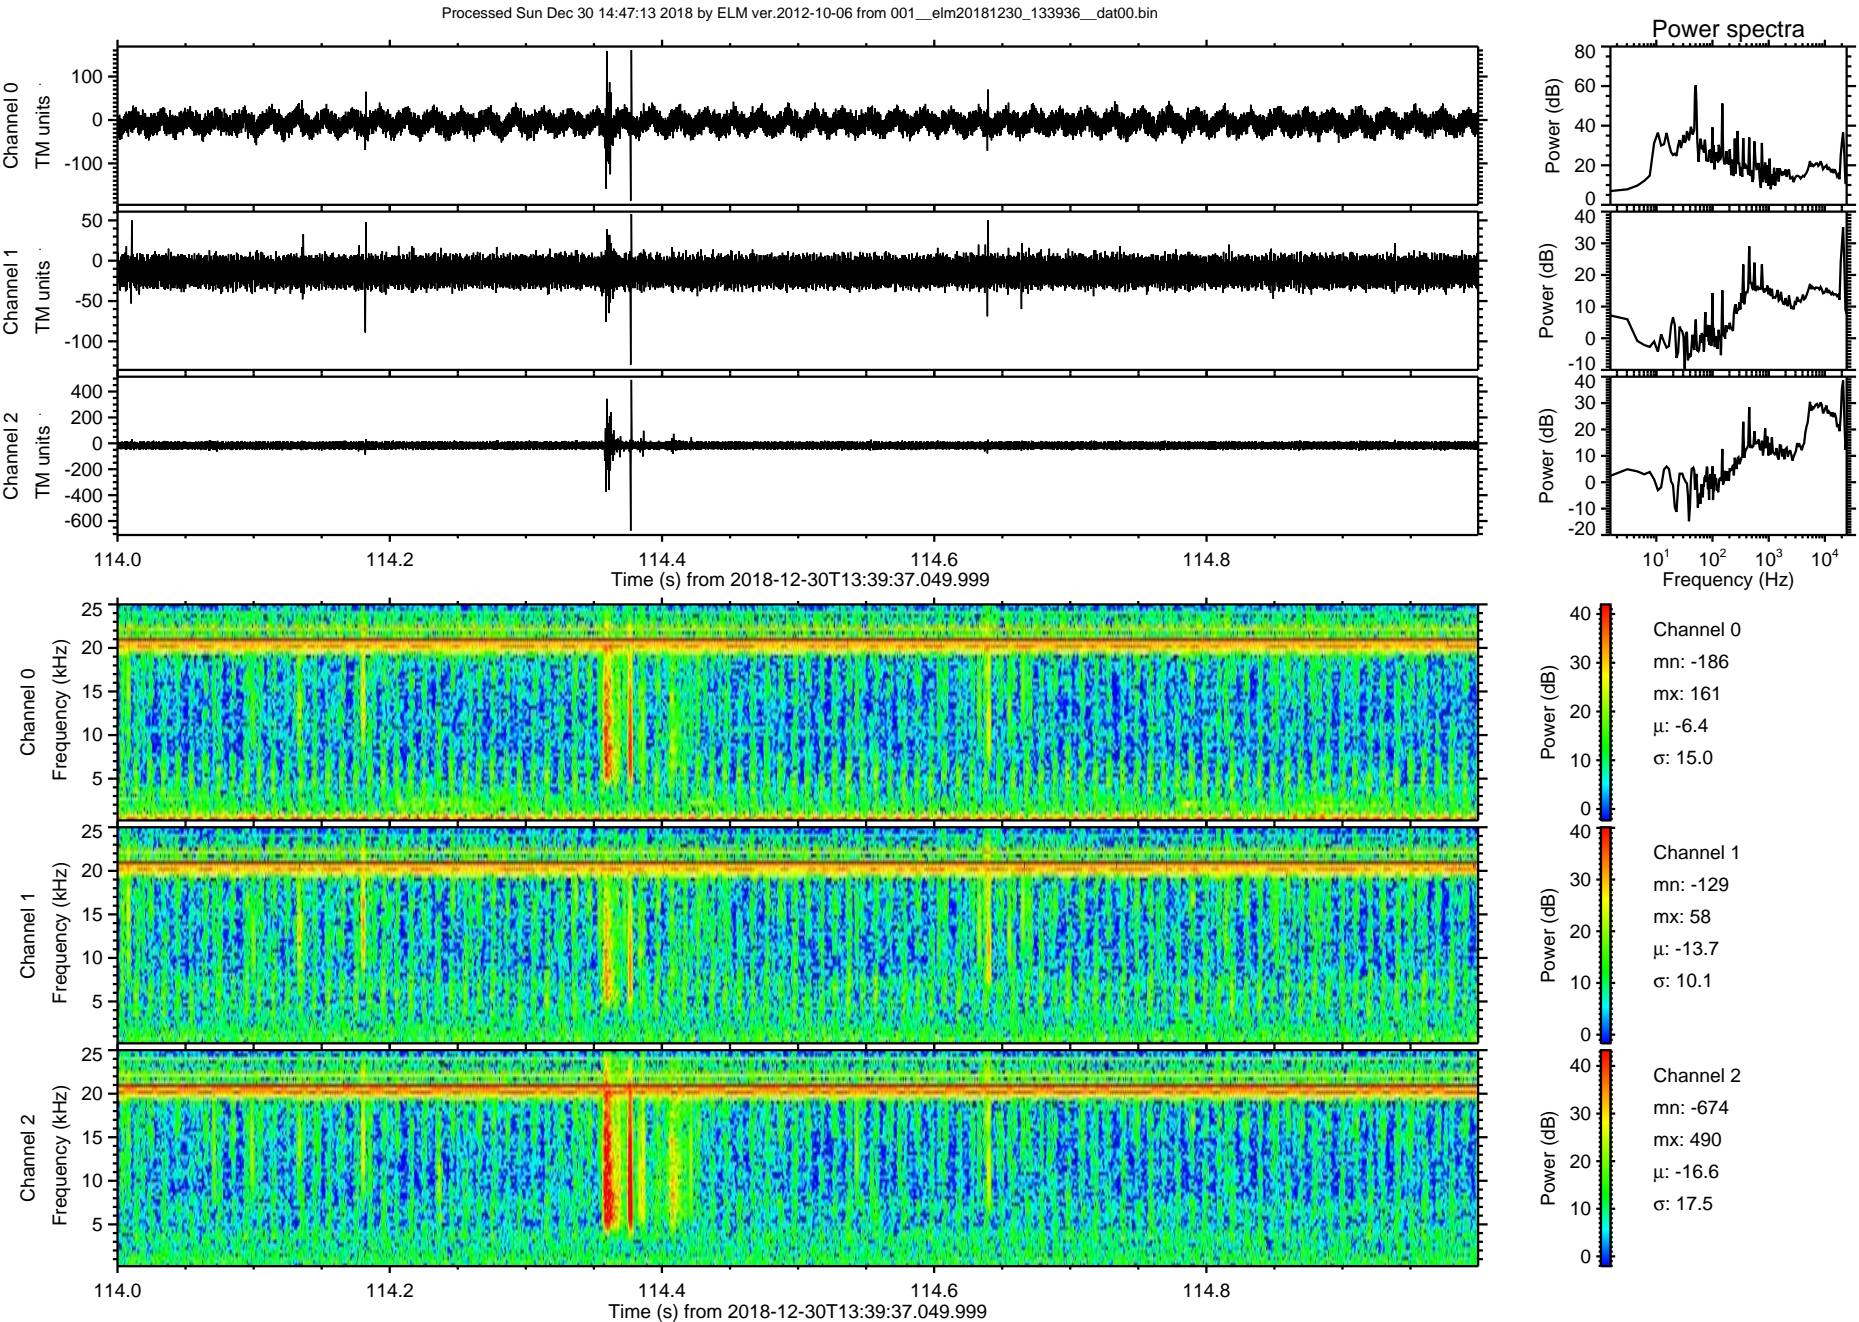 Processed Sun Dec 30 14:47:13 2018 by ELM ver.2012-10-06 from 001__elm20181230_133936__dat00.bin
Power spectra
Channel 0
TM units
100
0
-100
Power (dB)
80
60
40
20
0
Channel 1
TM units
50
0
-50
-100
Power (dB)
40
30
20
10
0
-10
Channel 2
TM units
400
200
0
-200
-400
-600
Power (dB)
40
30
20
10
0
-10
-20
114.0 114.2 114.4 114.6 114.8
Time (s) from 2018-12-30T13:39:37.049.999
10¹ 10² 10³ 10⁴
Frequency (Hz)
Channel 0
Frequency (kHz)
25
20
15
10
5
Power (dB)
40
30
20
10
0
Channel 0
mn: -186
mx: 161
μ: -6.4
σ: 15.0
Channel 1
Frequency (kHz)
25
20
15
10
5
Power (dB)
40
30
20
10
0
Channel 1
mn: -129
mx: 58
μ: -13.7
σ: 10.1
Channel 2
Frequency (kHz)
25
20
15
10
5
Power (dB)
40
30
20
10
0
Channel 2
mn: -674
mx: 490
μ: -16.6
σ: 17.5
114.0 114.2 114.4 114.6 114.8
Time (s) from 2018-12-30T13:39:37.049.999